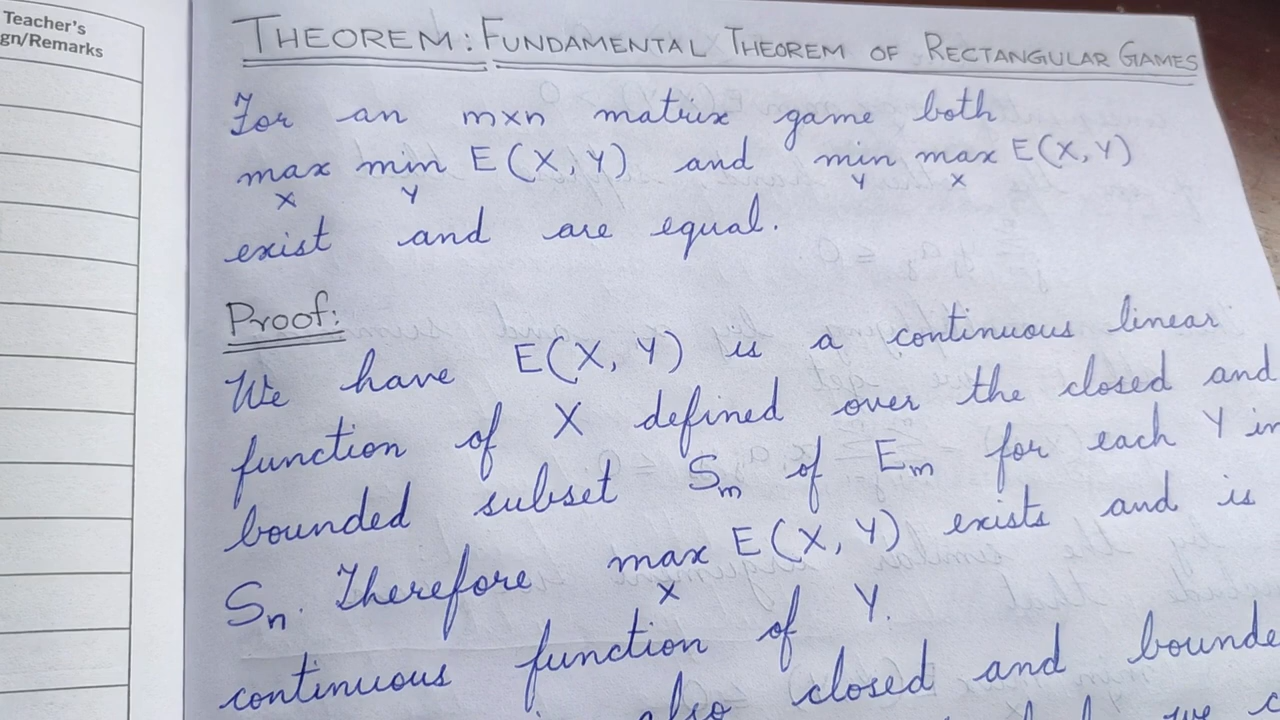 Teacher's
gn/Remarks
THEOREM: FUNDAMENTAL THEOREM OF RECTANGULAR GAMES
For an m×n matrix game both
max min E(X,Y) and min max E(X,Y)
X Y Y X
exist and are equal.
Proof:
We have E(X, Y) is a continuous linear
function of X defined over the closed and
bounded subset Sm of Em for each Y in
Sn. Therefore max E(X, Y) exists and is
X
continuous function of Y.
also closed and bounde
we c